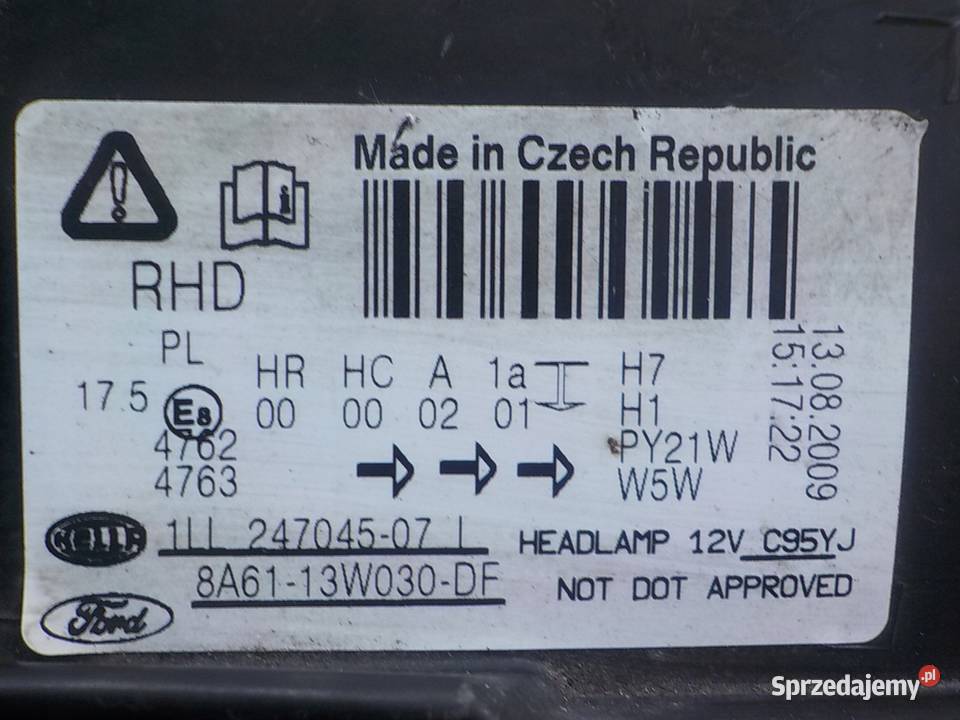 Made in Czech Republic
RHD
PL
17.5
E8
4762
4763
HR HC A 1a
00 00 02 01
H7
H1
PY21W
W5W
13.08.2009
15:17:22
HELLA 1LL 247045-07 L
HEADLAMP 12V C95YJ
8A61-13W030-DF
NOT DOT APPROVED
Ford
Sprzedajemy.pl